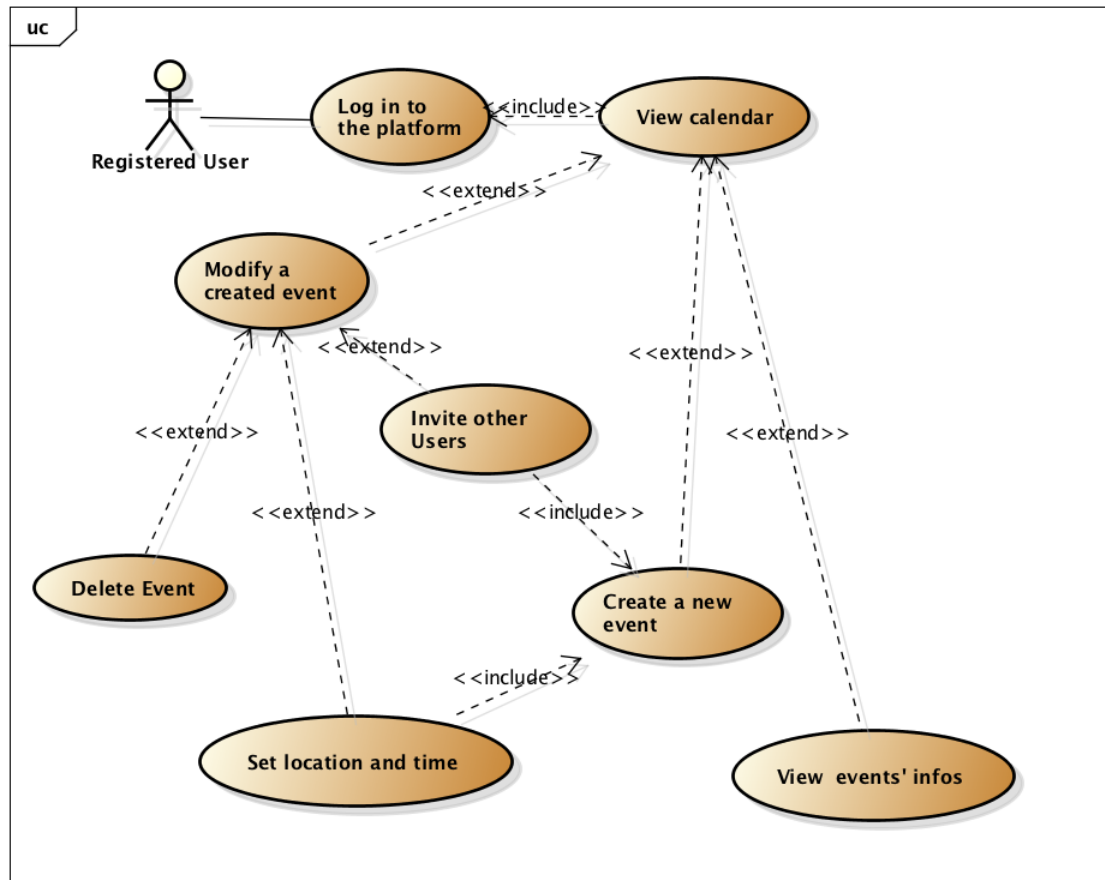 uc
Log in to
the platform
<<include>>
View calendar
Registered User
<<extend>>
Modify a
created event
<<extend>>
<<extend>>
Invite other
Users
<<extend>>
<<extend>>
<<extend>>
<<include>>
Delete Event
Create a new
event
<<include>>
Set location and time
View  events' infos